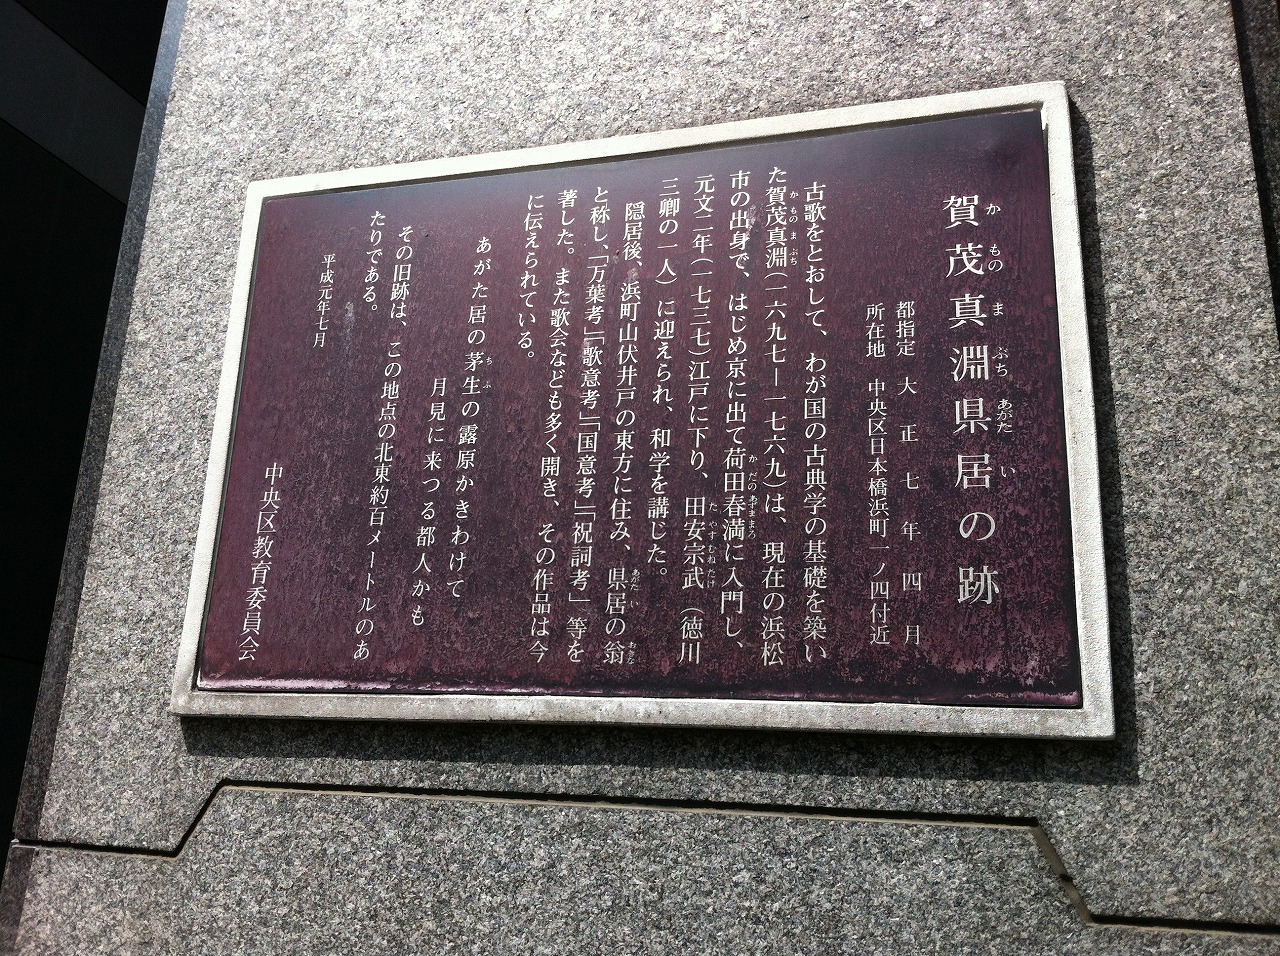 賀茂真淵県居の跡
都指定　大正七年四月
所在地　中央区日本橋浜町一ノ四付近
古歌をとおして、わが国の古典学の基礎を築い
た賀茂真淵(一六九七―一七六九)は、現在の浜松
市の出身で、はじめ京に出て荷田春満に入門し、
元文二年(一七三七)江戸に下り、田安宗武（徳川
三卿の一人）に迎えられ、和学を講じた。
隠居後、浜町山伏井戸の東方に住み、県居の翁
と称し、「万葉考」「歌意考」「国意考」「祝詞考」等を
著した。また歌会なども多く開き、その作品は今
に伝えられている。
あがた居の茅生の露原かきわけて
月見に来つる都人かも
その旧跡は、この地点の北東約百メートルのあ
たりである。
平成元年七月
中央区教育委員会